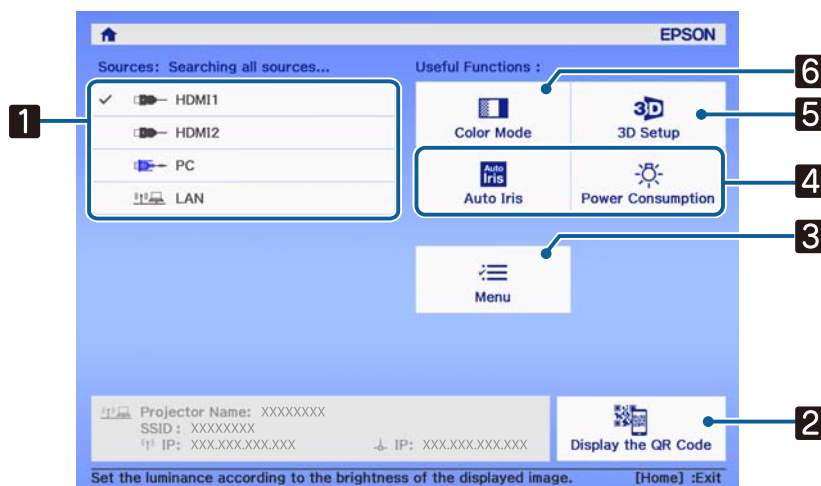 EPSON
Sources: Searching all sources...
Useful Functions :
HDMI1
HDMI2
PC
LAN
Color Mode
3D
3D Setup
Auto
Iris
Auto Iris
Power Consumption
Menu
Projector Name: XXXXXXXX
SSID : XXXXXXXX
IP: XXX.XXX.XXX.XXX
IP: XXX.XXX.XXX.XXX
Display the QR Code
Set the luminance according to the brightness of the displayed image.
[Home] :Exit
1
6
5
4
3
2